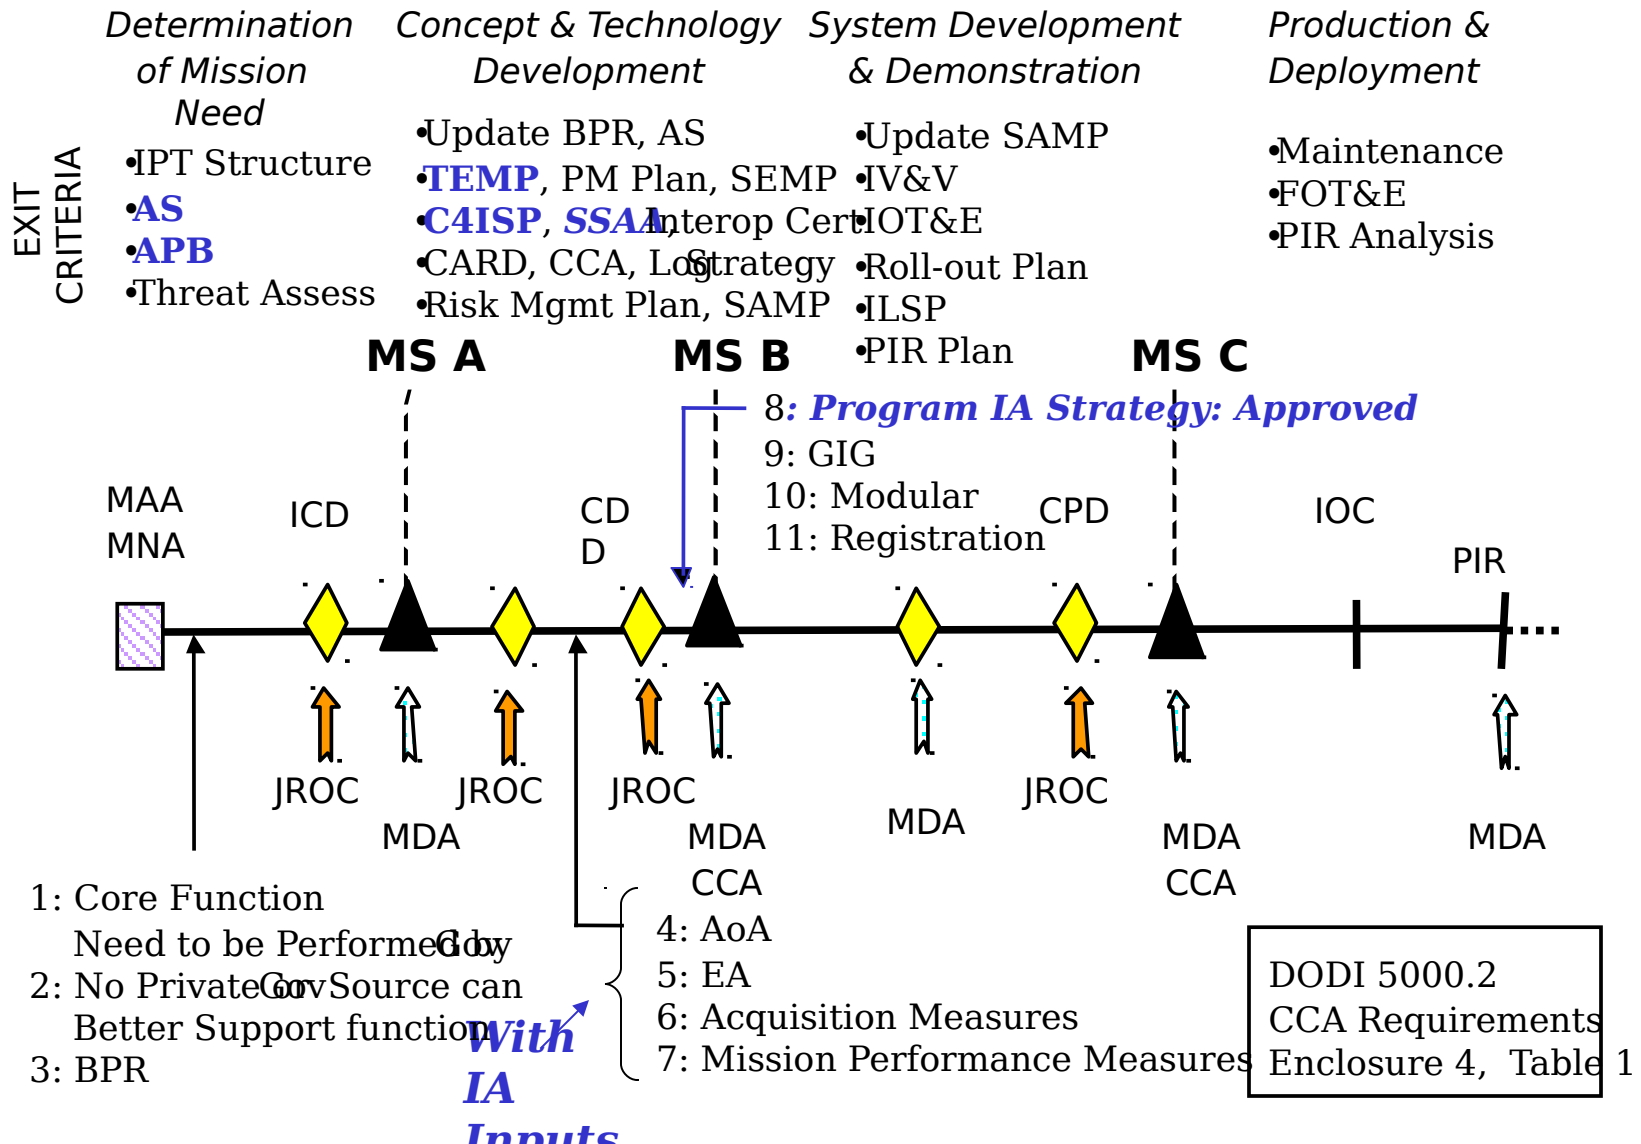 Determination
of Mission
Need
Concept & Technology
Development
System Development
& Demonstration
Production &
Deployment
EXIT
CRITERIA
•IPT Structure
•AS
•APB
•Threat Assess
•Update BPR, AS
•TEMP, PM Plan, SEMP
•C4ISP, SSAA, Interop Cert
•CARD, CCA, Log Strategy
•Risk Mgmt Plan, SAMP
•Update SAMP
•IV&V
•IOT&E
•Roll-out Plan
•ILSP
•PIR Plan
•Maintenance
•FOT&E
•PIR Analysis
MS A
MS B
MS C
8: Program IA Strategy: Approved
9: GIG
10: Modular
11: Registration
MAA
MNA
ICD
CD
D
CPD
IOC
PIR
JROC
MDA
JROC
JROC
MDA
CCA
MDA
JROC
MDA
CCA
MDA
1: Core Function
Need to be Performed by Gov
2: No Private or Gov Source can
Better Support function
3: BPR
With
IA
Inputs
4: AoA
5: EA
6: Acquisition Measures
7: Mission Performance Measures
DODI 5000.2
CCA Requirements
Enclosure 4, Table 1